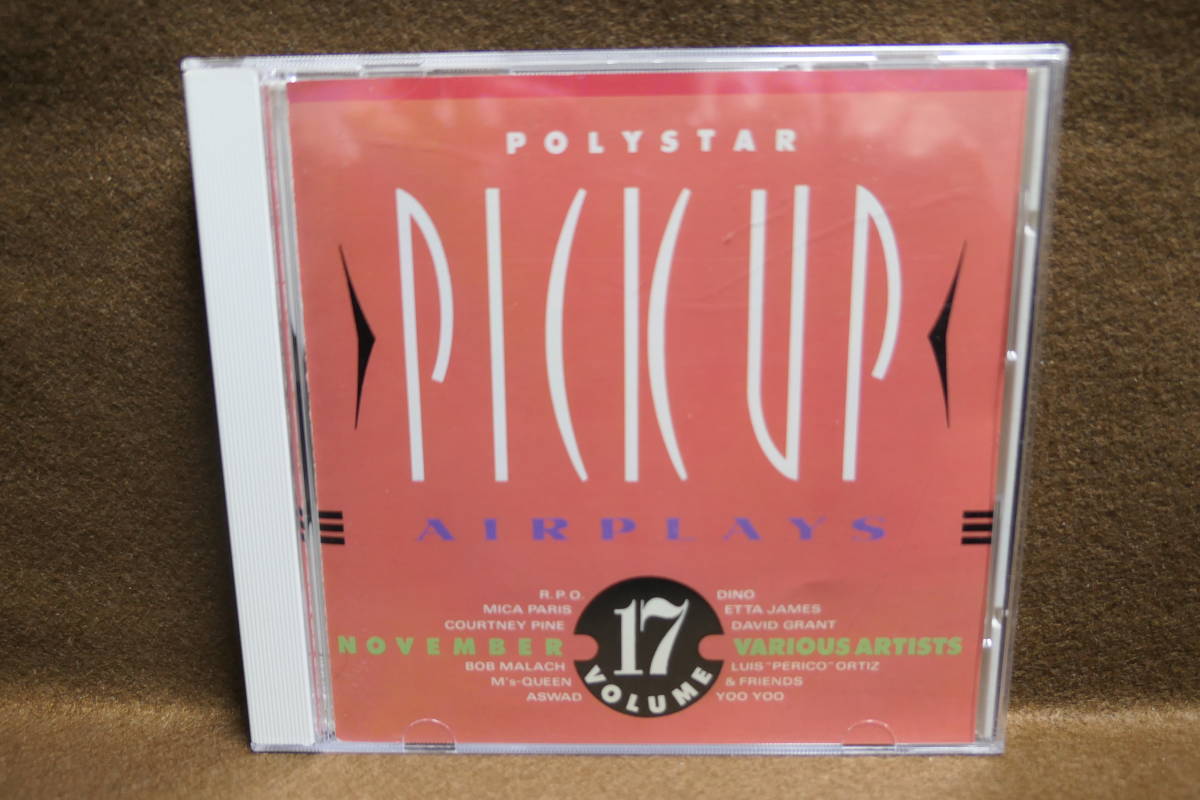 POLYSTAR
PICK UP
AIRPLAYS
R.P.O.
MICA PARIS
COURTNEY PINE
NOVEMBER
BOB MALACH
M's-QUEEN
ASWAD
17
VOLUME
DINO
ETTA JAMES
DAVID GRANT
VARIOUS ARTISTS
LUIS "PERICO" ORTIZ
& FRIENDS
YOO YOO